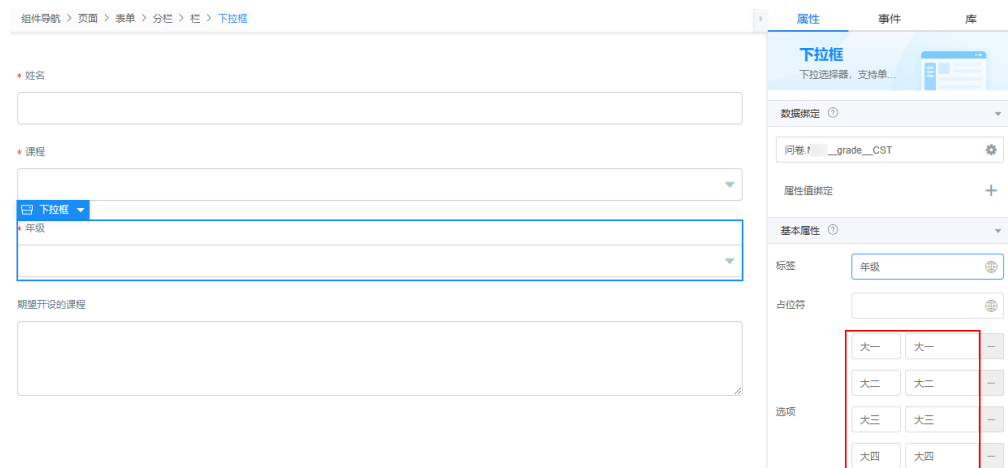 组件导航 > 页面 > 表单 > 分栏 > 栏 > 下拉框
属性 事件 库
下拉框
下拉选择器，支持单...
数据绑定
问卷. __grade__CST
属性值绑定
基本属性
标签 年级
占位符
选项
大一 大一
大二 大二
大三 大三
大四 大四
* 姓名
* 课程
下拉框
* 年级
期望开设的课程